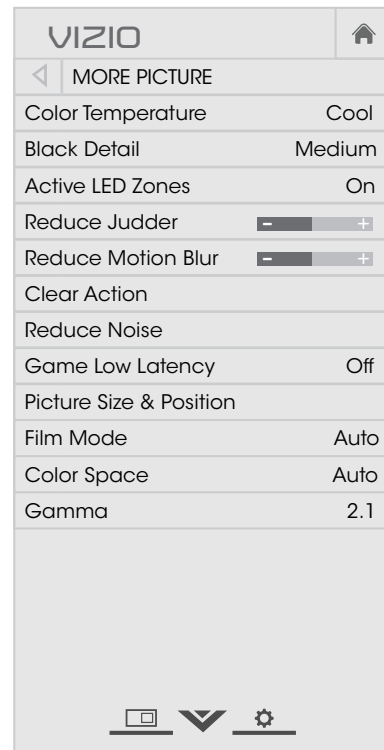 VIZIO
MORE PICTURE
Color Temperature Cool
Black Detail Medium
Active LED Zones On
Reduce Judder - +
Reduce Motion Blur - +
Clear Action
Reduce Noise
Game Low Latency Off
Picture Size & Position
Film Mode Auto
Color Space Auto
Gamma 2.1